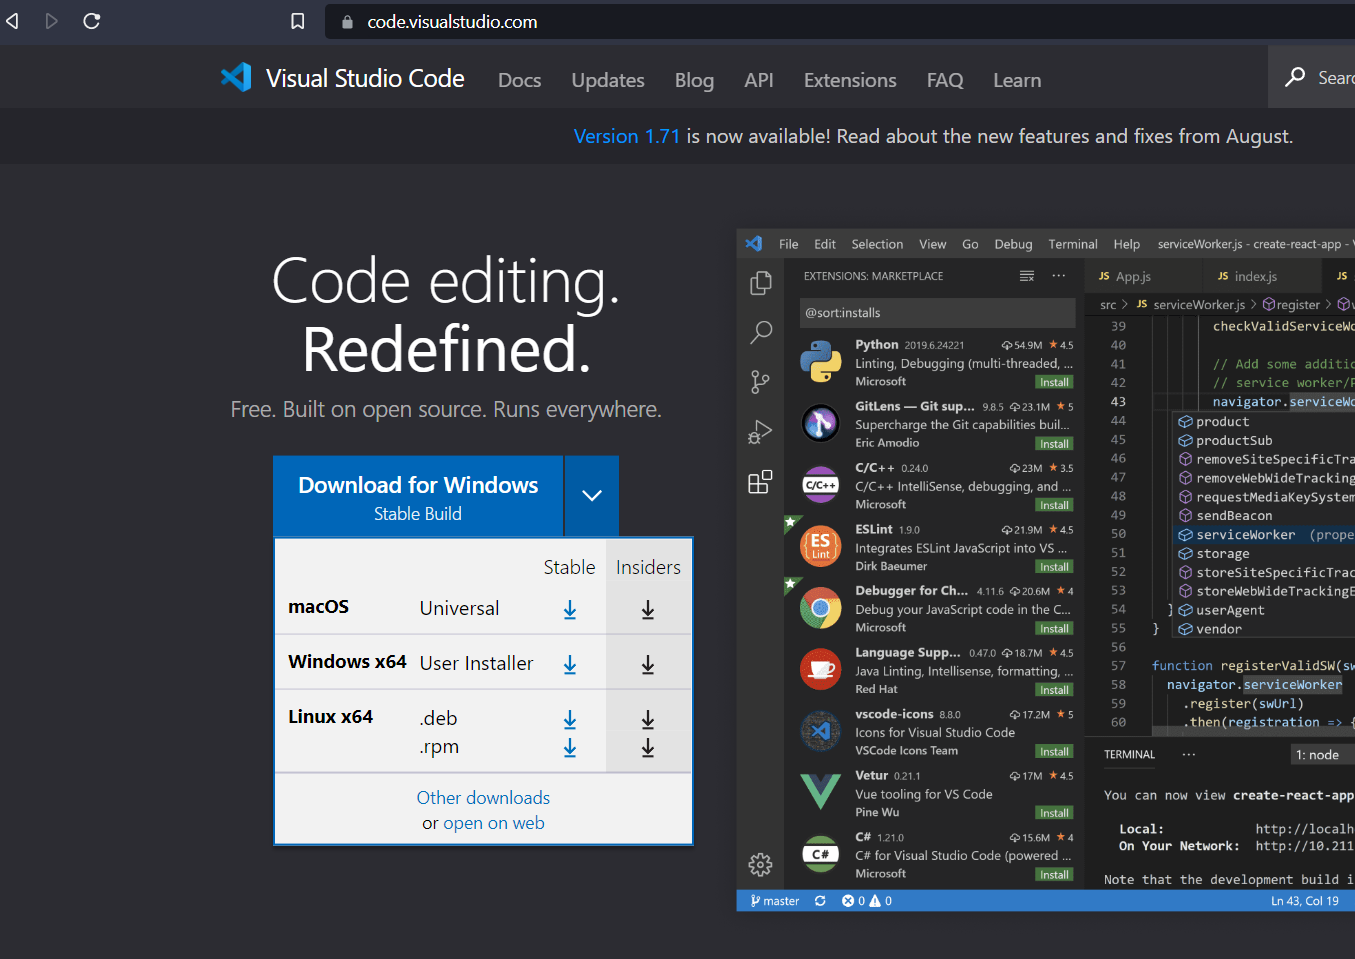 code.visualstudio.com
Visual Studio Code Docs Updates Blog API Extensions FAQ Learn
Version 1.71 is now available! Read about the new features and fixes from August.
Code editing.
Redefined.
Free. Built on open source. Runs everywhere.
Download for Windows
Stable Build
Stable Insiders
macOS Universal
Windows x64 User Installer
Linux x64 .deb
.rpm
Other downloads
or open on web
File Edit Selection View Go Debug Terminal Help serviceWorker.js - create-react-app -
EXTENSIONS: MARKETPLACE ...
@sort:installs
Python 2019.6.24221 54.9M 4.5
Linting, Debugging (multi-threaded, ...
Microsoft Install
GitLens — Git sup... 9.8.5 23.1M 5
Supercharge the Git capabilities buil...
Eric Amodio Install
C/C++
C/C++ 0.24.0 23M 3.5
C/C++ IntelliSense, debugging, and ...
Microsoft Install
ES
Lint
ESLint 1.9.0 21.9M 4.5
Integrates ESLint JavaScript into VS ...
Dirk Baeumer Install
Debugger for Ch... 4.11.6 20.6M 4
Debug your JavaScript code in the C...
Microsoft Install
Language Supp... 0.47.0 18.7M 4.5
Java Linting, Intellisense, formatting, ...
Red Hat Install
vscode-icons 8.8.0 17.2M 5
Icons for Visual Studio Code
VSCode Icons Team Install
Vetur 0.21.1 17M 4.5
Vue tooling for VS Code
Pine Wu Install
C#
C# 1.21.0 15.6M 4
C# for Visual Studio Code (powered ...
Microsoft Install
JS App.js JS index.js JS
src > JS serviceWorker.js > register >
39 checkValidServiceWo
40
41 // Add some additio
42 // service worker/P
43 navigator.serviceWo
44 product
45 productSub
46 removeSiteSpecificTra
47 removeWebWideTracking
48 requestMediaKeySystem
49 sendBeacon
50 serviceWorker (prope
51 storage
52 storeSiteSpecificTrac
53 storeWebWideTrackingE
54 } userAgent
55 } vendor
56
57 function registerValidSW(sw
58 navigator.serviceWorker
59 .register(swUrl)
60 .then(registration => {
TERMINAL ... 1: node
You can now view create-react-app
Local: http://localh
On Your Network: http://10.211
Note that the development build i
master 0 0 Ln 43, Col 19